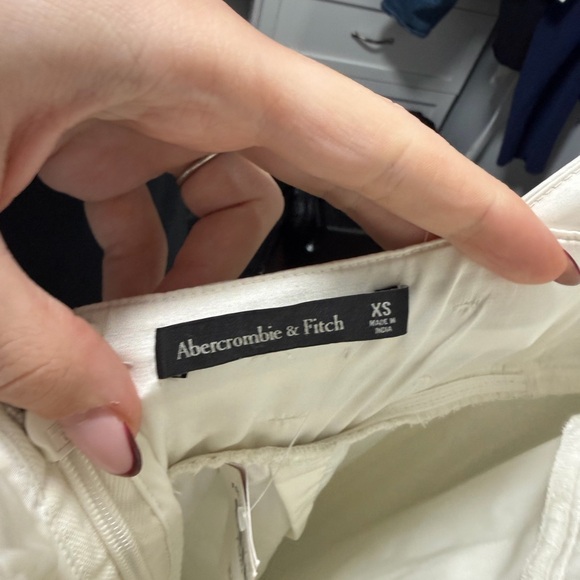 Abercrombie & Fitch
XS
MADE IN
INDIA